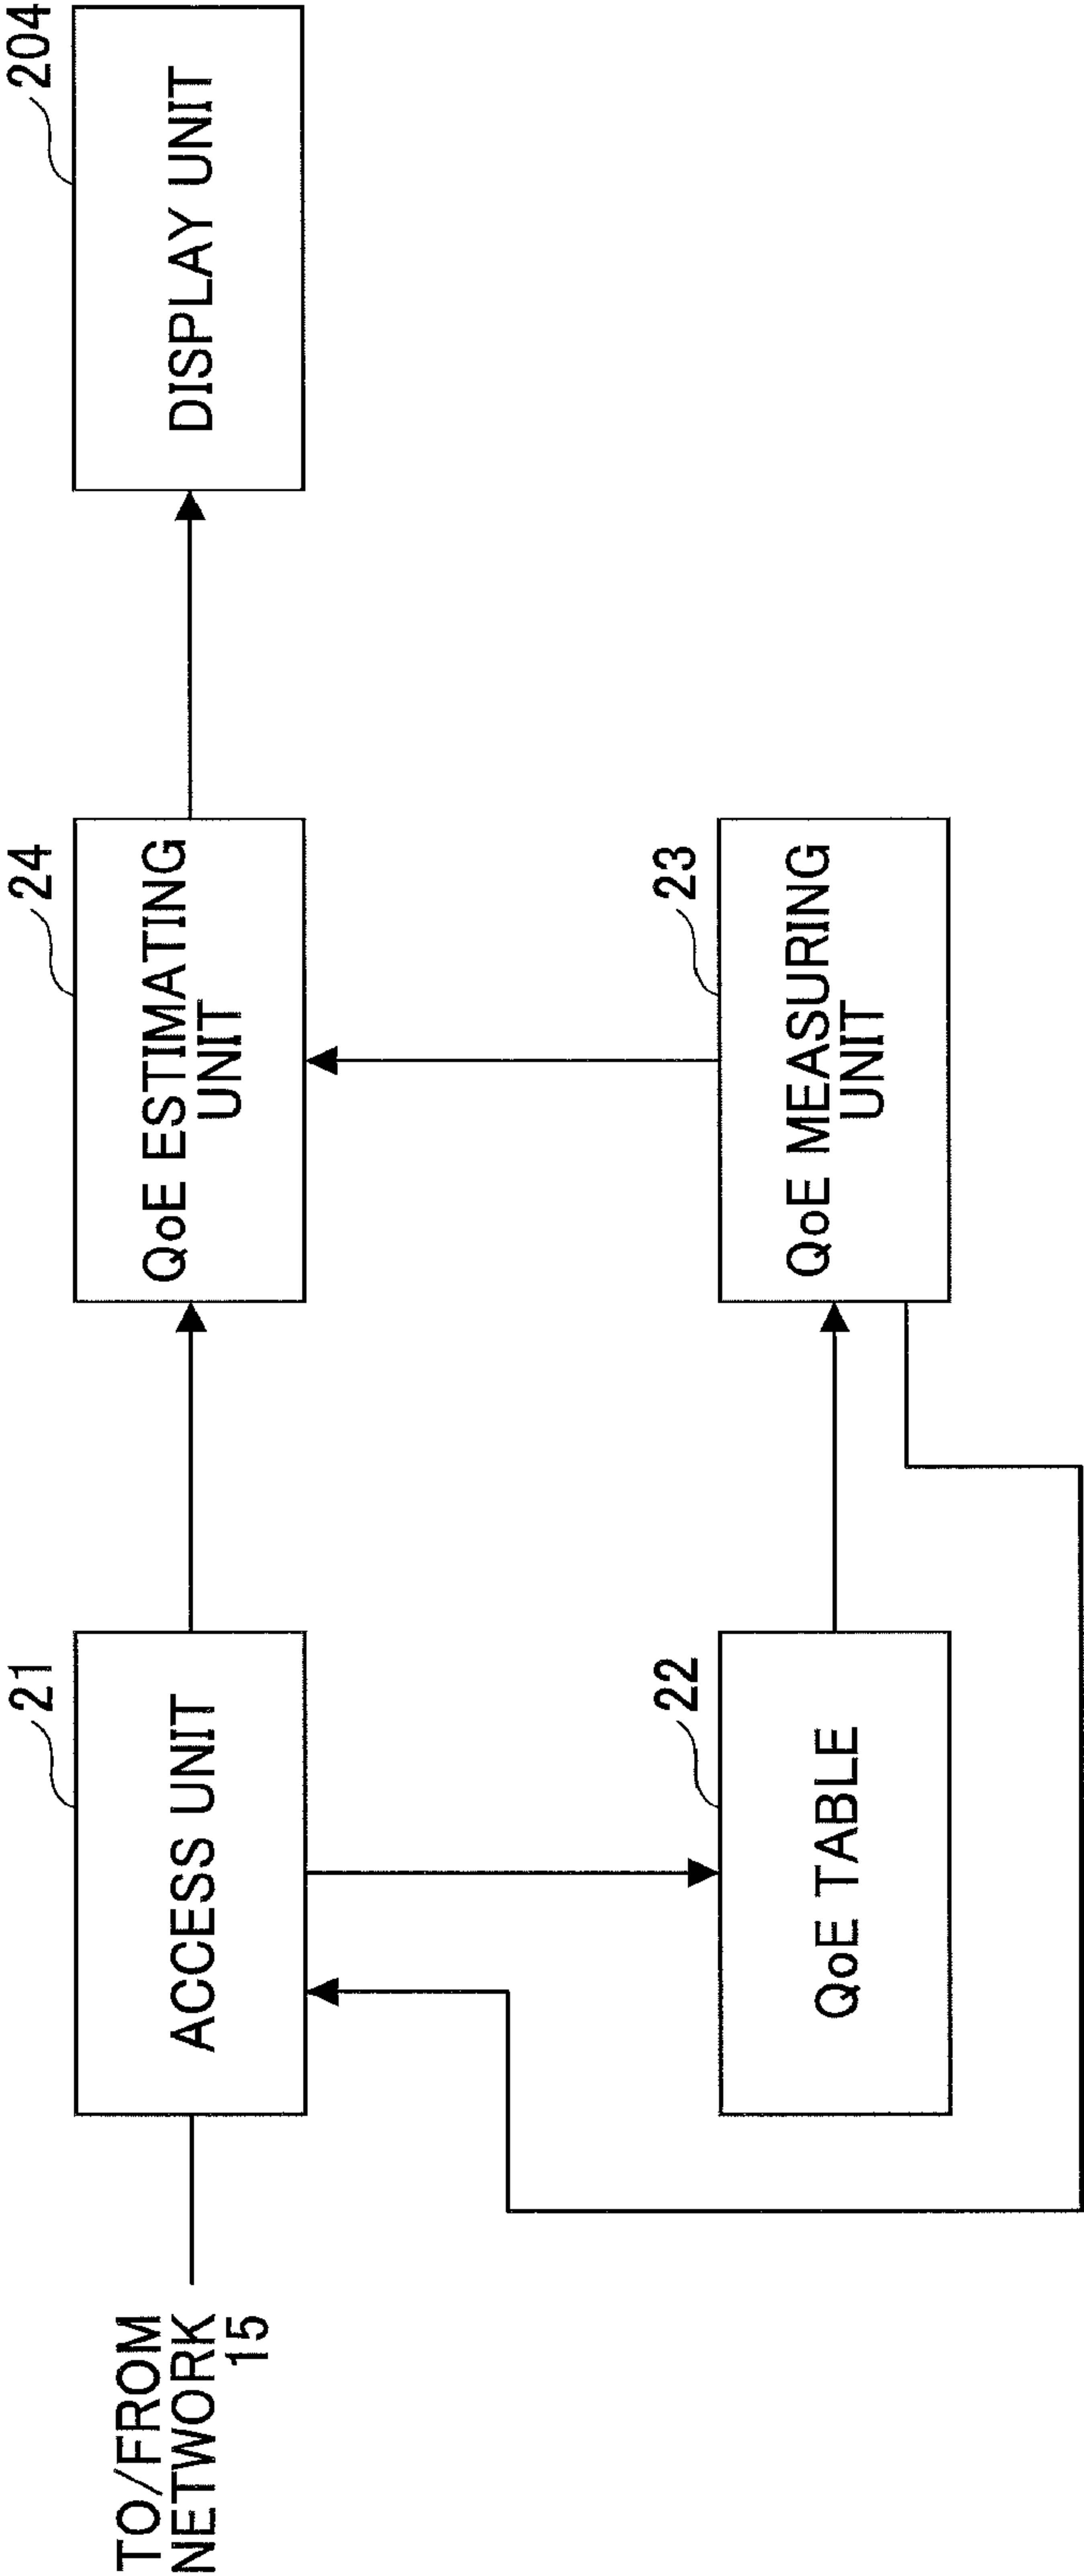 TO/FROM
NETWORK
15
21
ACCESS UNIT
24
QoE ESTIMATING
UNIT
204
DISPLAY UNIT
22
QoE TABLE
23
QoE MEASURING
UNIT